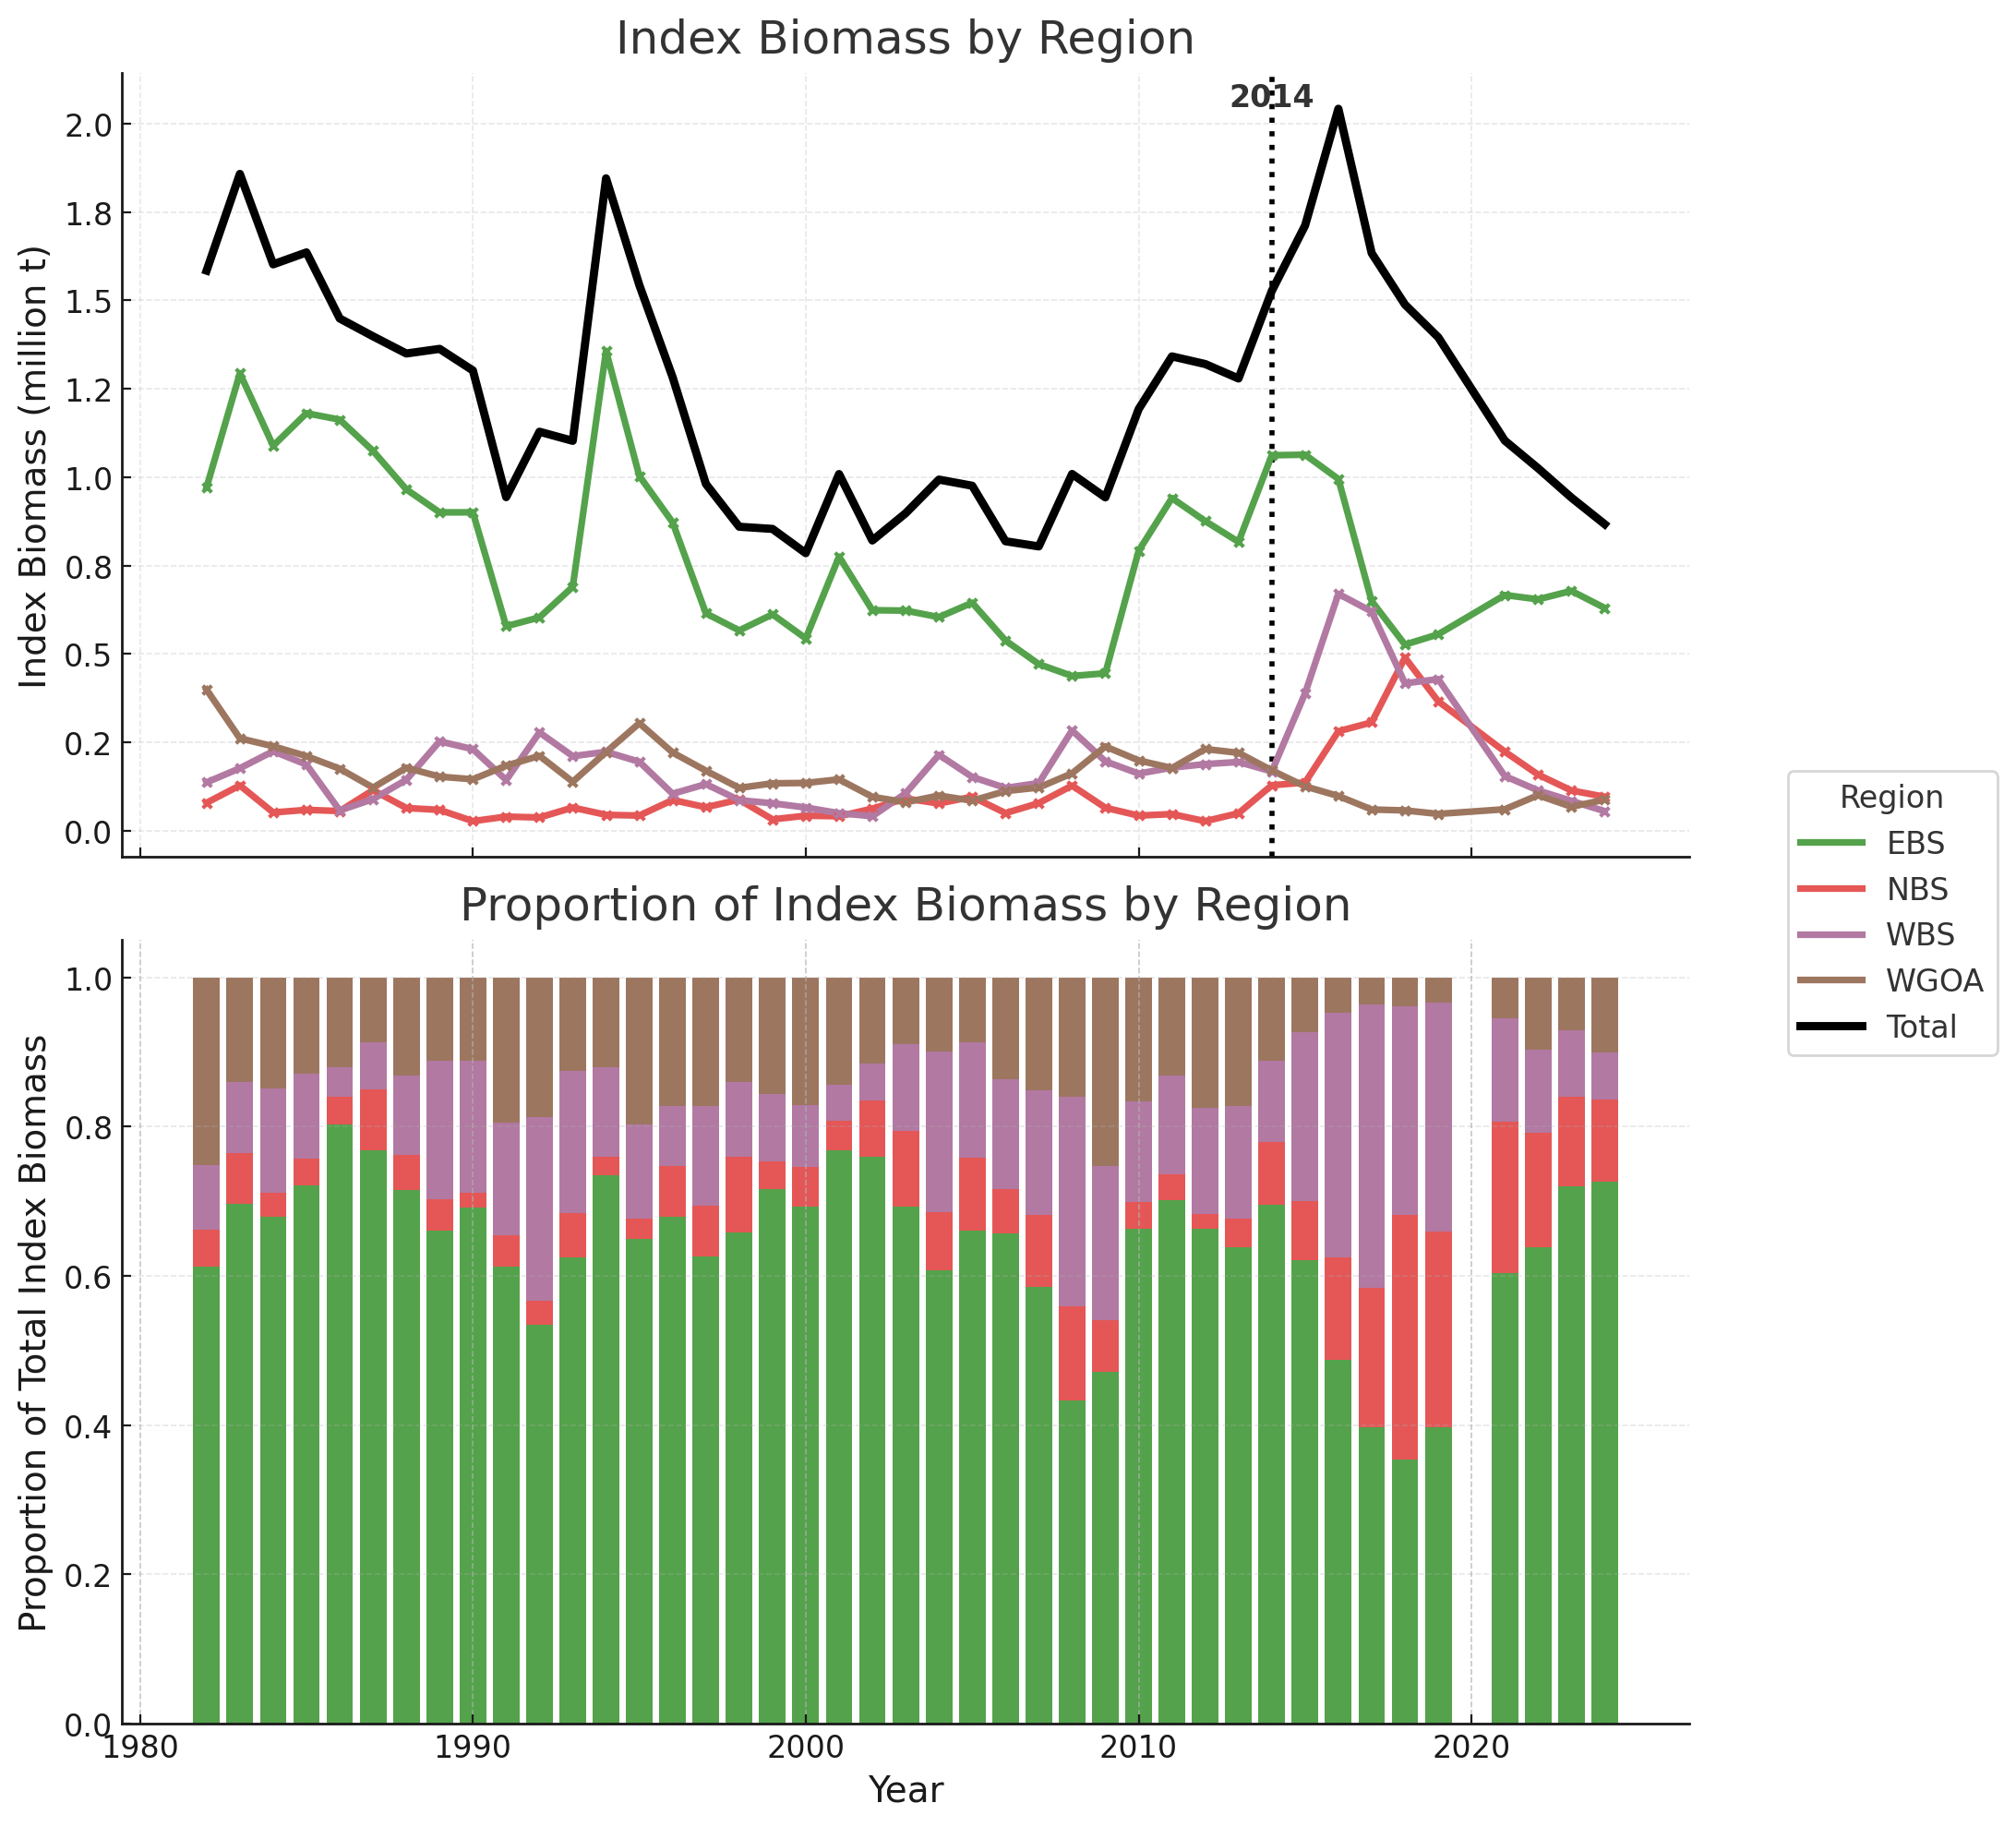 Index Biomass by Region
2014
Index Biomass (million t)
2.0
1.8
1.5
1.2
1.0
0.8
0.5
0.2
0.0
Region
EBS
NBS
WBS
WGOA
Total
Proportion of Index Biomass by Region
Proportion of Total Index Biomass
1.0
0.8
0.6
0.4
0.2
0.0
1980 1990 2000 2010 2020
Year